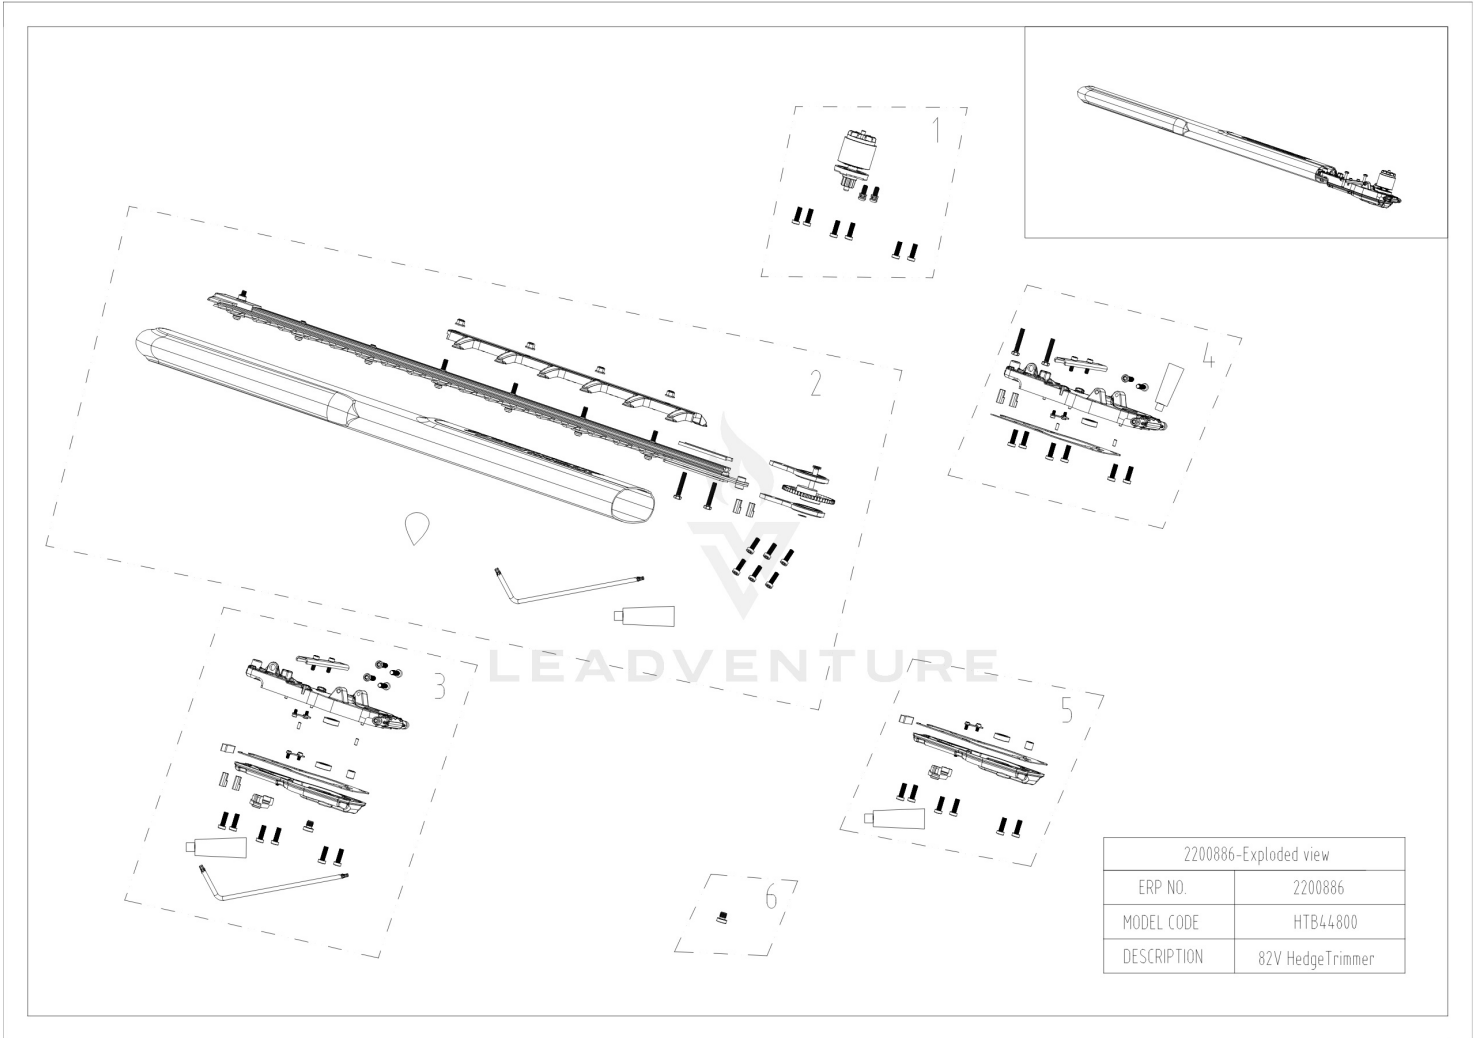 1
2
4
3
LEADVENTURE
5
6
2200886-Exploded view
ERP NO. 2200886
MODEL CODE HTB44800
DESCRIPTION 82V HedgeTrimmer